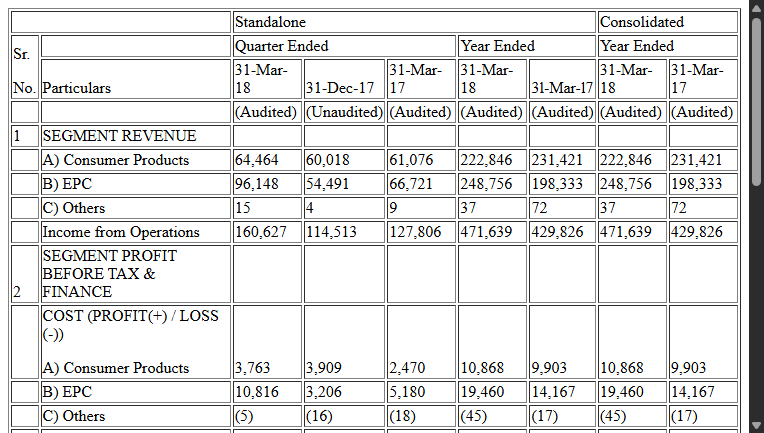 Standalone Consolidated
Sr. Quarter Ended Year Ended Year Ended
No. Particulars 31-Mar-18 31-Dec-17 31-Mar-17 31-Mar-18 31-Mar-17 31-Mar-18 31-Mar-17
(Audited) (Unaudited) (Audited) (Audited) (Audited) (Audited) (Audited)
1 SEGMENT REVENUE
A) Consumer Products 64,464 60,018 61,076 222,846 231,421 222,846 231,421
B) EPC 96,148 54,491 66,721 248,756 198,333 248,756 198,333
C) Others 15 4 9 37 72 37 72
Income from Operations 160,627 114,513 127,806 471,639 429,826 471,639 429,826
SEGMENT PROFIT
BEFORE TAX &
2 FINANCE
COST (PROFIT(+) / LOSS
(-))
A) Consumer Products 3,763 3,909 2,470 10,868 9,903 10,868 9,903
B) EPC 10,816 3,206 5,180 19,460 14,167 19,460 14,167
C) Others (5) (16) (18) (45) (17) (45) (17)